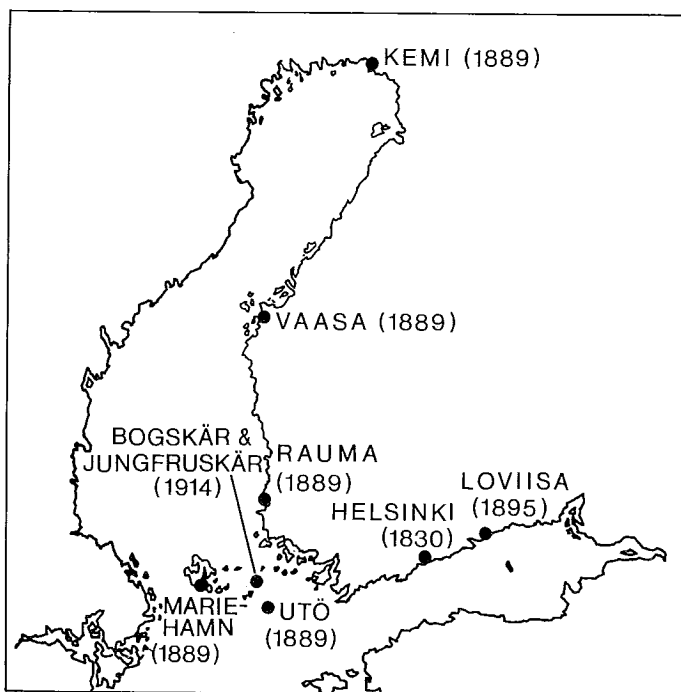 KEMI (1889)
VAASA (1889)
BOGSKÄR &
JUNGFRUSKÄR
(1914)
RAUMA
(1889)
HELSINKI
(1830)
LOVIISA
(1895)
MARIE-
HAMN
(1889)
UTÖ
(1889)